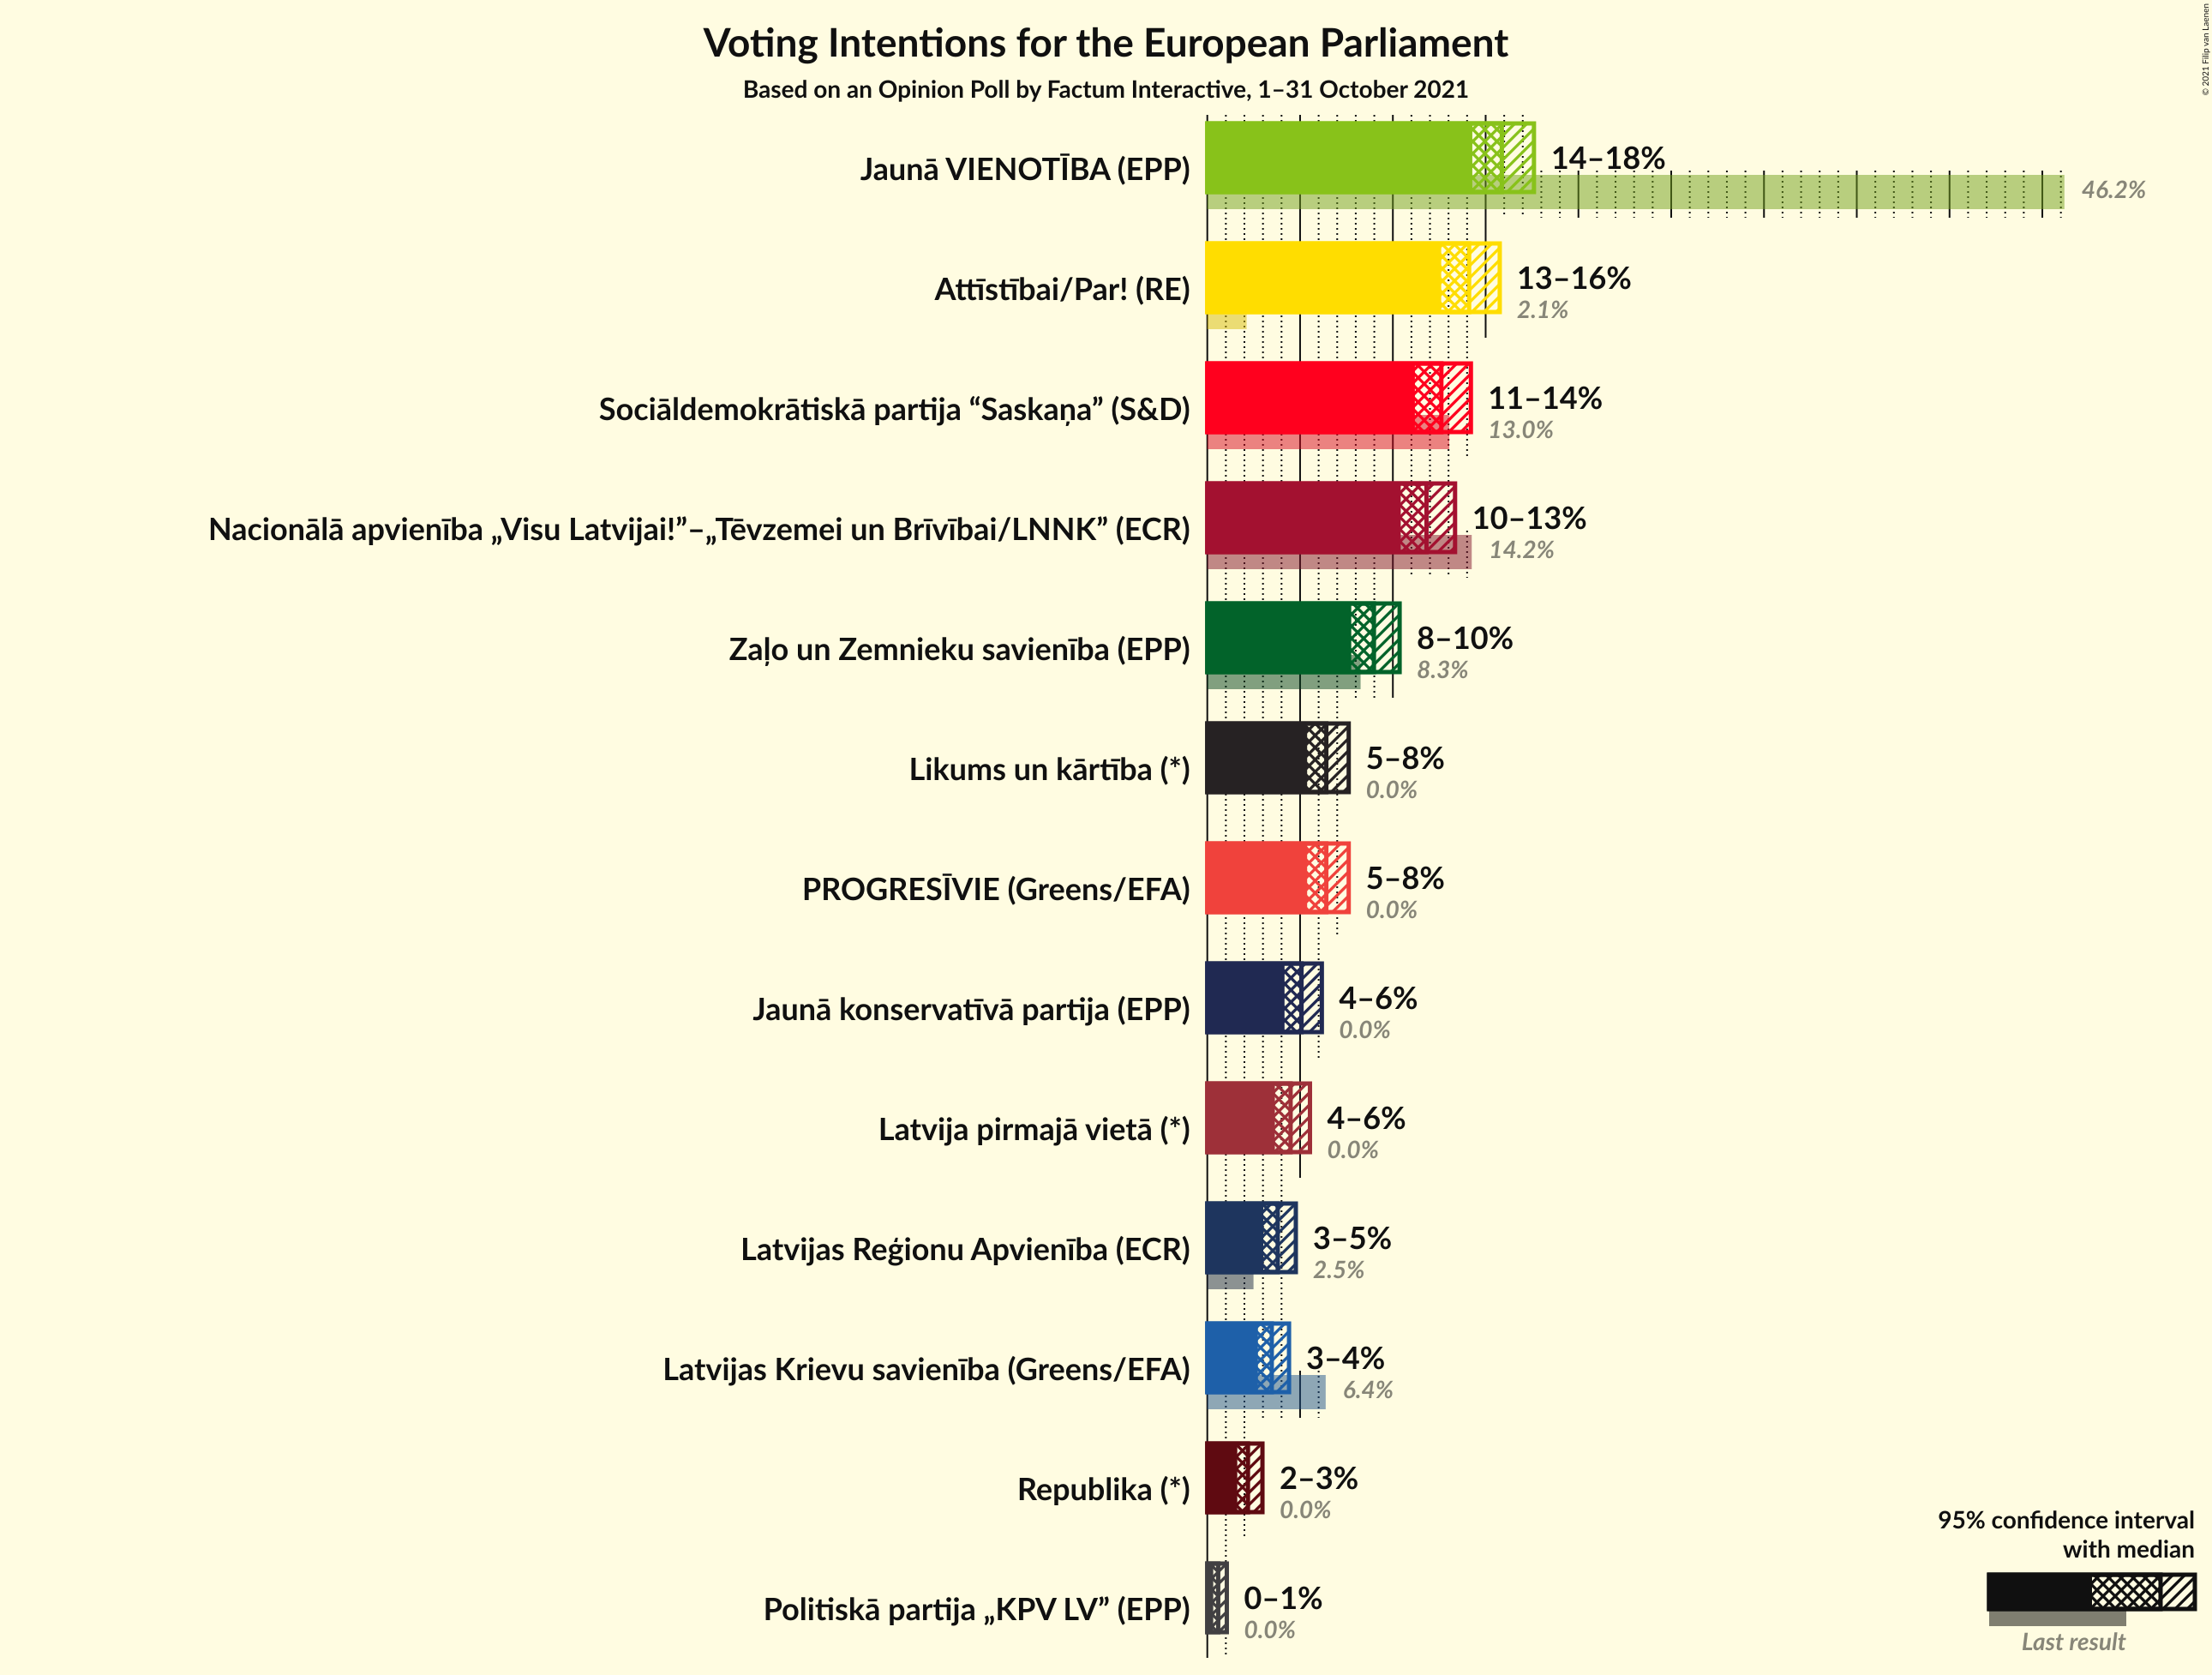 Voting Intentions for the European Parliament
Based on an Opinion Poll by Factum Interactive, 1–31 October 2021
© 2021 Filip van Laenen
Jaunā VIENOTĪBA (EPP)
14–18%
46.2%
Attīstībai/Par! (RE)
13–16%
2.1%
Sociāldemokrātiskā partija “Saskaņa” (S&D)
11–14%
13.0%
Nacionālā apvienība „Visu Latvijai!”–„Tēvzemei un Brīvībai/LNNK” (ECR)
10–13%
14.2%
Zaļo un Zemnieku savienība (EPP)
8–10%
8.3%
Likums un kārtība (*)
5–8%
0.0%
PROGRESĪVIE (Greens/EFA)
5–8%
0.0%
Jaunā konservatīvā partija (EPP)
4–6%
0.0%
Latvija pirmajā vietā (*)
4–6%
0.0%
Latvijas Reģionu Apvienība (ECR)
3–5%
2.5%
Latvijas Krievu savienība (Greens/EFA)
3–4%
6.4%
Republika (*)
2–3%
0.0%
Politiskā partija „KPV LV” (EPP)
0–1%
0.0%
95% confidence interval
with median
Last result